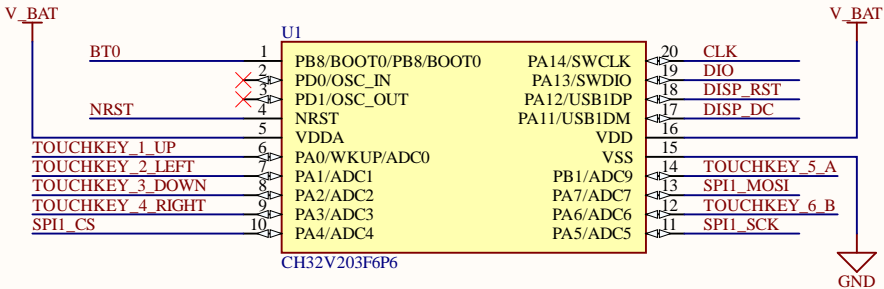 V_BAT
V_BAT
U1
BT0 1 PB8/BOOT0/PB8/BOOT0 PA14/SWCLK 20 CLK
2 PD0/OSC_IN PA13/SWDIO 19 DIO
3 PD1/OSC_OUT PA12/USB1DP 18 DISP_RST
NRST 4 NRST PA11/USB1DM 17 DISP_DC
5 VDDA VDD 16
TOUCHKEY_1_UP 6 PA0/WKUP/ADC0 VSS 15
TOUCHKEY_2_LEFT 7 PA1/ADC1 PB1/ADC9 14 TOUCHKEY_5_A
TOUCHKEY_3_DOWN 8 PA2/ADC2 PA7/ADC7 13 SPI1_MOSI
TOUCHKEY_4_RIGHT 9 PA3/ADC3 PA6/ADC6 12 TOUCHKEY_6_B
SPI1_CS 10 PA4/ADC4 PA5/ADC5 11 SPI1_SCK
CH32V203F6P6
GND